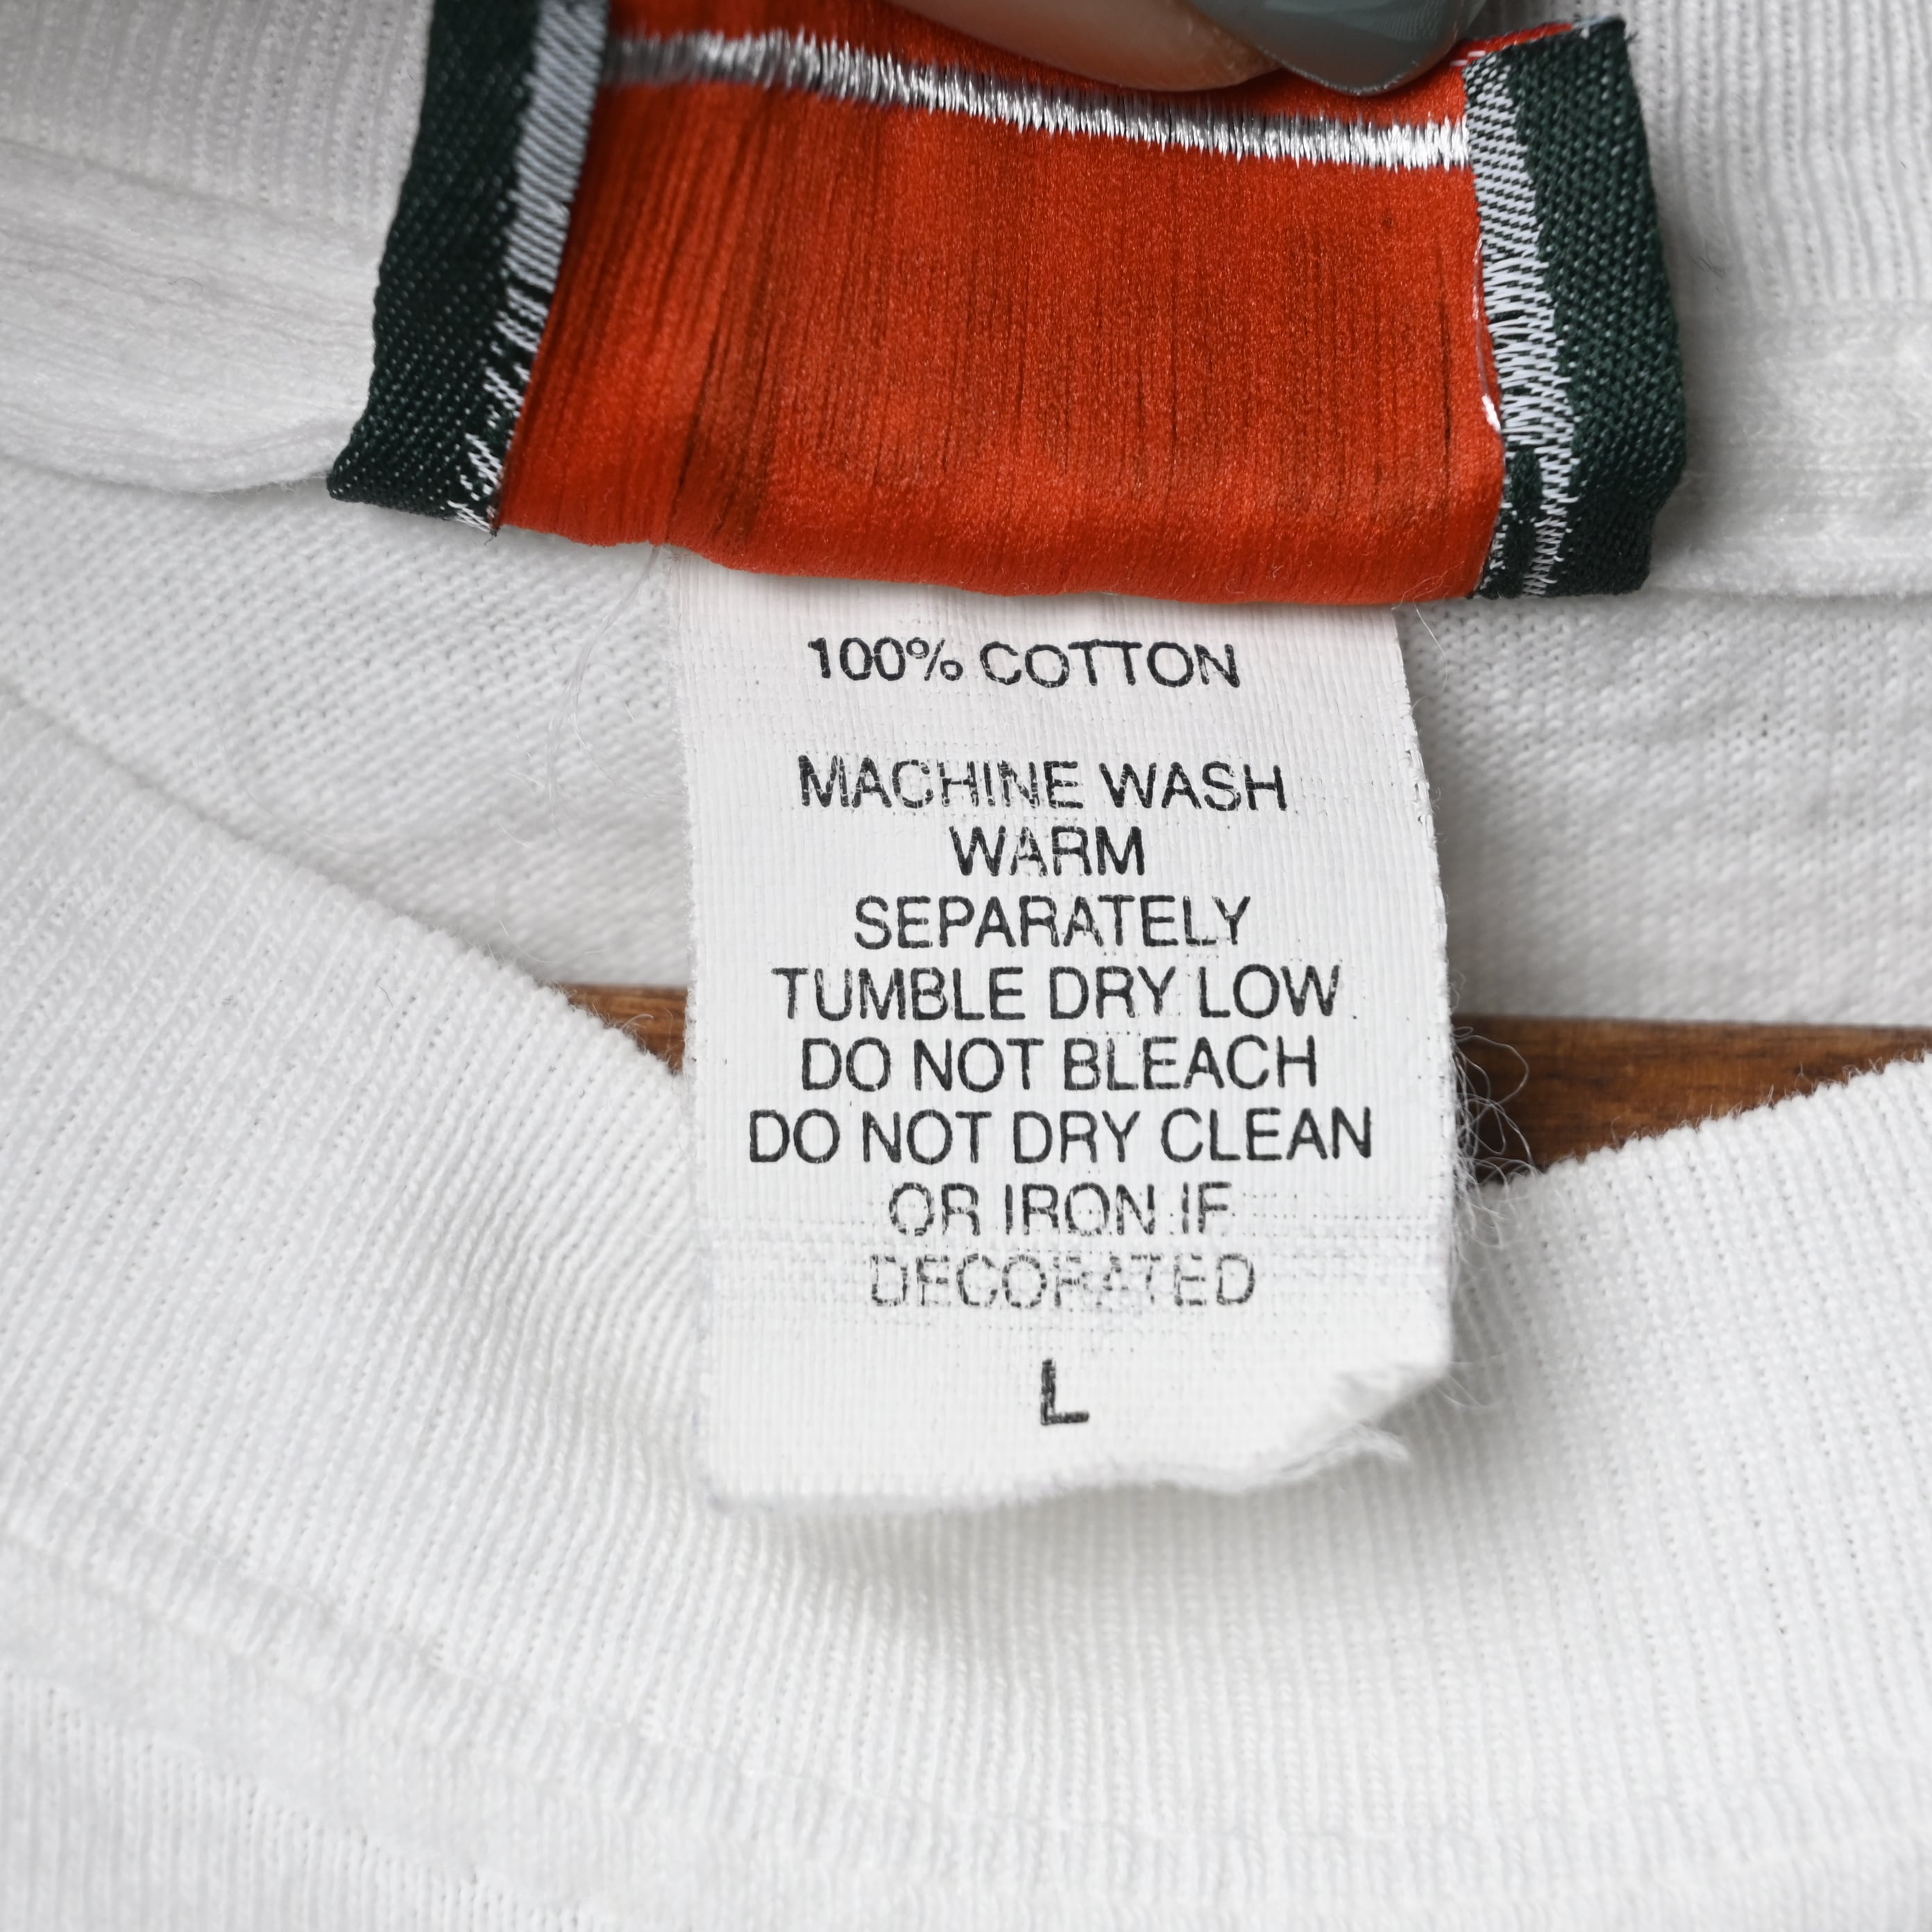 100% COTTON
MACHINE WASH
WARM
SEPARATELY
TUMBLE DRY LOW
DO NOT BLEACH
DO NOT DRY CLEAN
OR IRON IF
DECORATED
L